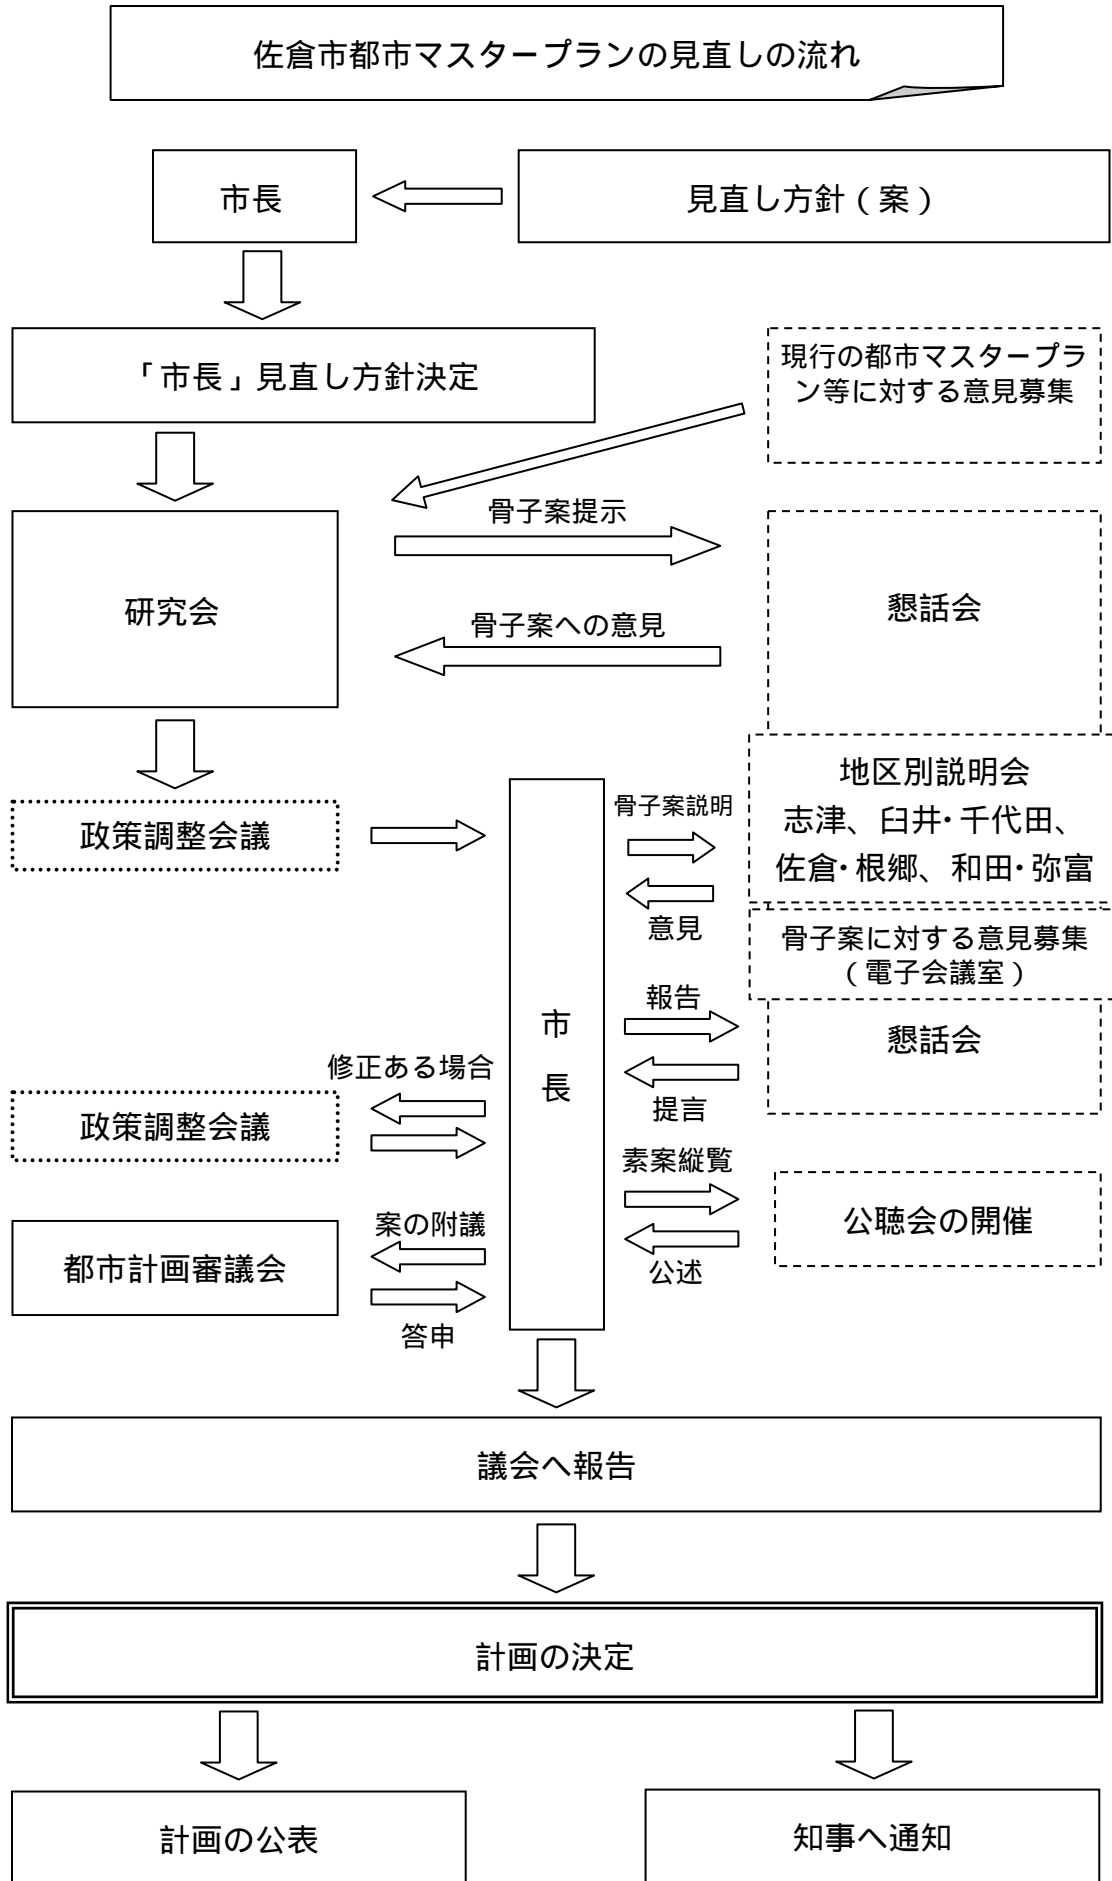 佐倉市都市マスタープランの見直しの流れ
市長
見直し方針（案）
「市長」見直し方針決定
現行の都市マスタープラ
ン等に対する意見募集
骨子案提示
研究会
懇話会
骨子案への意見
地区別説明会
志津、臼井・千代田、
佐倉・根郷、和田・弥富
政策調整会議
骨子案説明
意見
骨子案に対する意見募集
（電子会議室）
市
長
報告
懇話会
提言
修正ある場合
政策調整会議
素案縦覧
公聴会の開催
公述
案の附議
都市計画審議会
答申
議会へ報告
計画の決定
計画の公表
知事へ通知